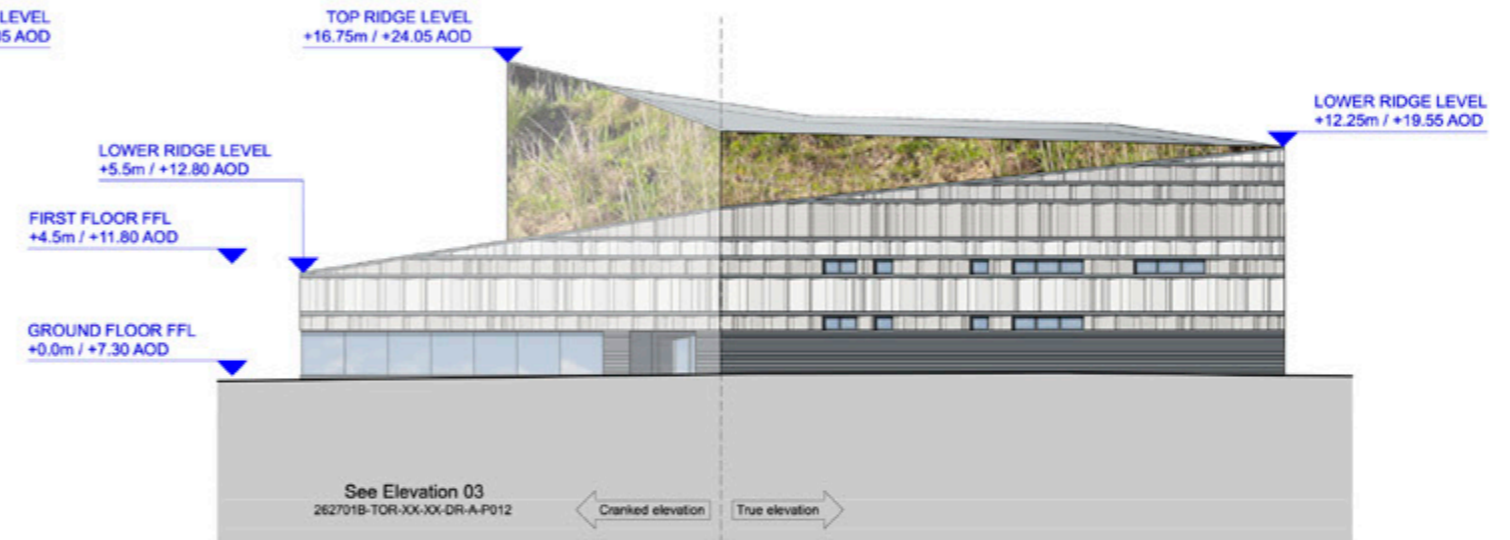 LEVEL
5 AOD
TOP RIDGE LEVEL
+16.75m / +24.05 AOD
LOWER RIDGE LEVEL
+12.25m / +19.55 AOD
LOWER RIDGE LEVEL
+5.5m / +12.80 AOD
FIRST FLOOR FFL
+4.5m / +11.80 AOD
GROUND FLOOR FFL
+0.0m / +7.30 AOD
See Elevation 03
262701B-TOR-XX-XX-DR-A-P012
Cranked elevation
True elevation